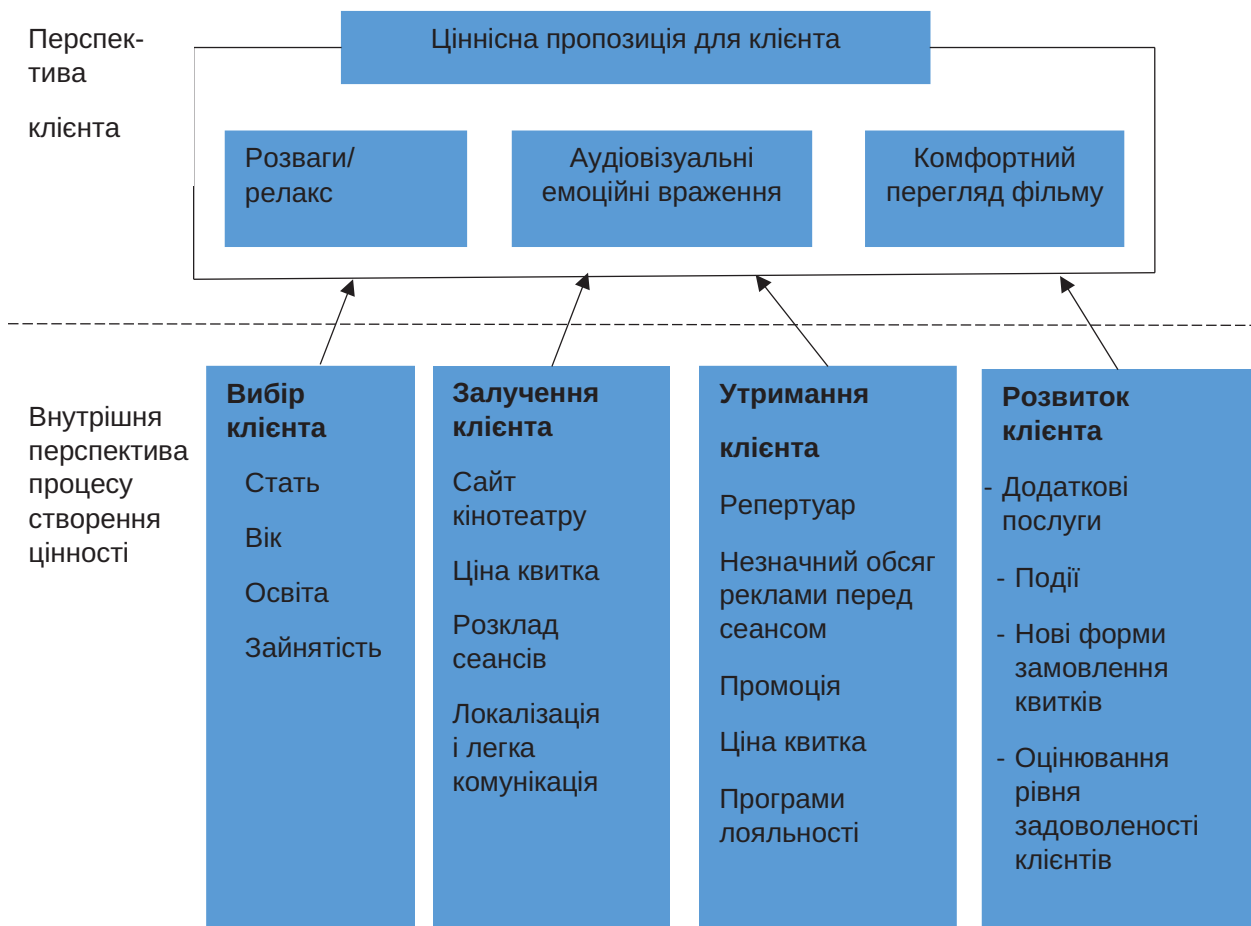 Перспек-
тива
клієнта
Ціннісна пропозиція для клієнта
Розваги/
релакс
Аудіовізуальні
емоційні враження
Комфортний
перегляд фільму
Внутрішня
перспектива
процесу
створення
цінності
Вибір
клієнта
Стать
Вік
Освіта
Зайнятість
Залучення
клієнта
Сайт
кінотеатру
Ціна квитка
Розклад
сеансів
Локалізація
і легка
комунікація
Утримання
клієнта
Репертуар
Незначний обсяг
реклами перед
сеансом
Промоція
Ціна квитка
Програми
лояльності
Розвиток
клієнта
- Додаткові
послуги
- Події
- Нові форми
замовлення
квитків
- Оцінювання
рівня
задоволеності
клієнтів